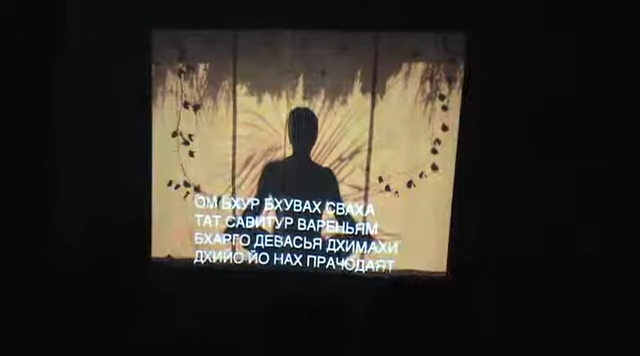 ОМ БХУР БХУВАХ СВАХА
ТАТ САВИТУР ВАРЕНЬЯМ
БХАРГО ДЕВАСЬЯ ДХИМАХИ
ДХИЙО ЙО НАХ ПРАЧОДАЯТ